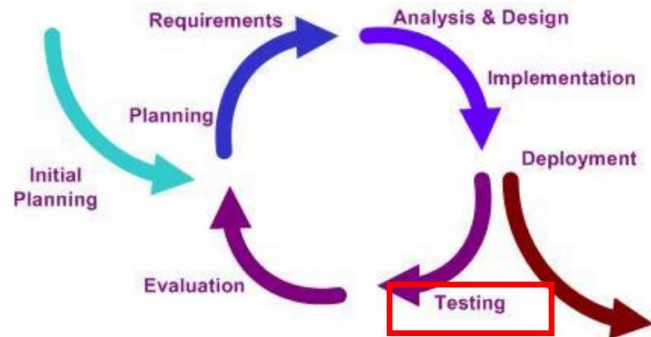 Requirements
Analysis & Design
Implementation
Planning
Deployment
Initial
Planning
Evaluation
Testing